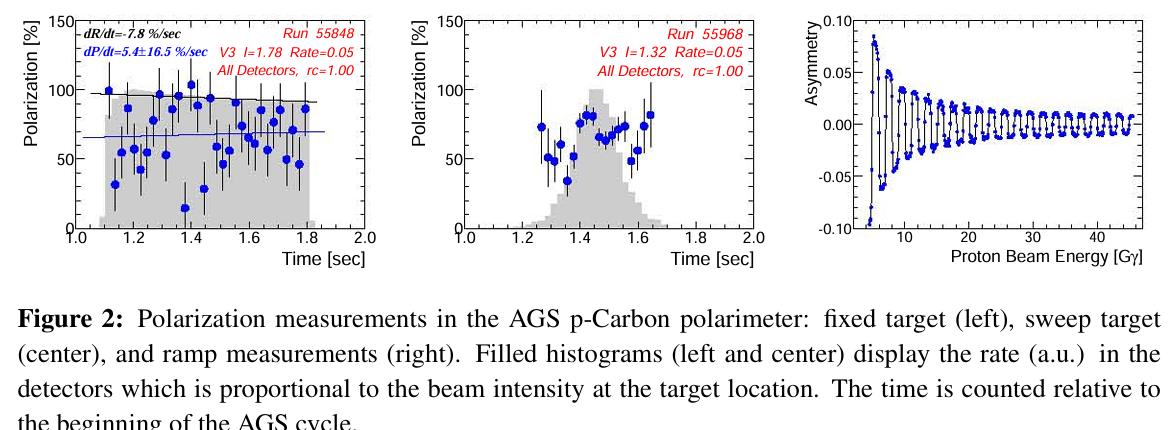 150
100
50
0
Polarization [%]
dR/dt=-7.8 %/sec
dP/dt=5.4±16.5 %/sec
Run 55848
V3 I=1.78 Rate=0.05
All Detectors, rc=1.00
1.0 1.2 1.4 1.6 1.8 2.0
Time [sec]
150
100
50
0
Polarization [%]
Run 55968
V3 I=1.32 Rate=0.05
All Detectors, rc=1.00
1.0 1.2 1.4 1.6 1.8 2.0
Time [sec]
0.10
0.05
0.00
-0.05
-0.10
Asymmetry
10 20 30 40
Proton Beam Energy [Gγ]
Figure 2: Polarization measurements in the AGS p-Carbon polarimeter: fixed target (left), sweep target
(center), and ramp measurements (right). Filled histograms (left and center) display the rate (a.u.) in the
detectors which is proportional to the beam intensity at the target location. The time is counted relative to
the beginning of the AGS cycle.